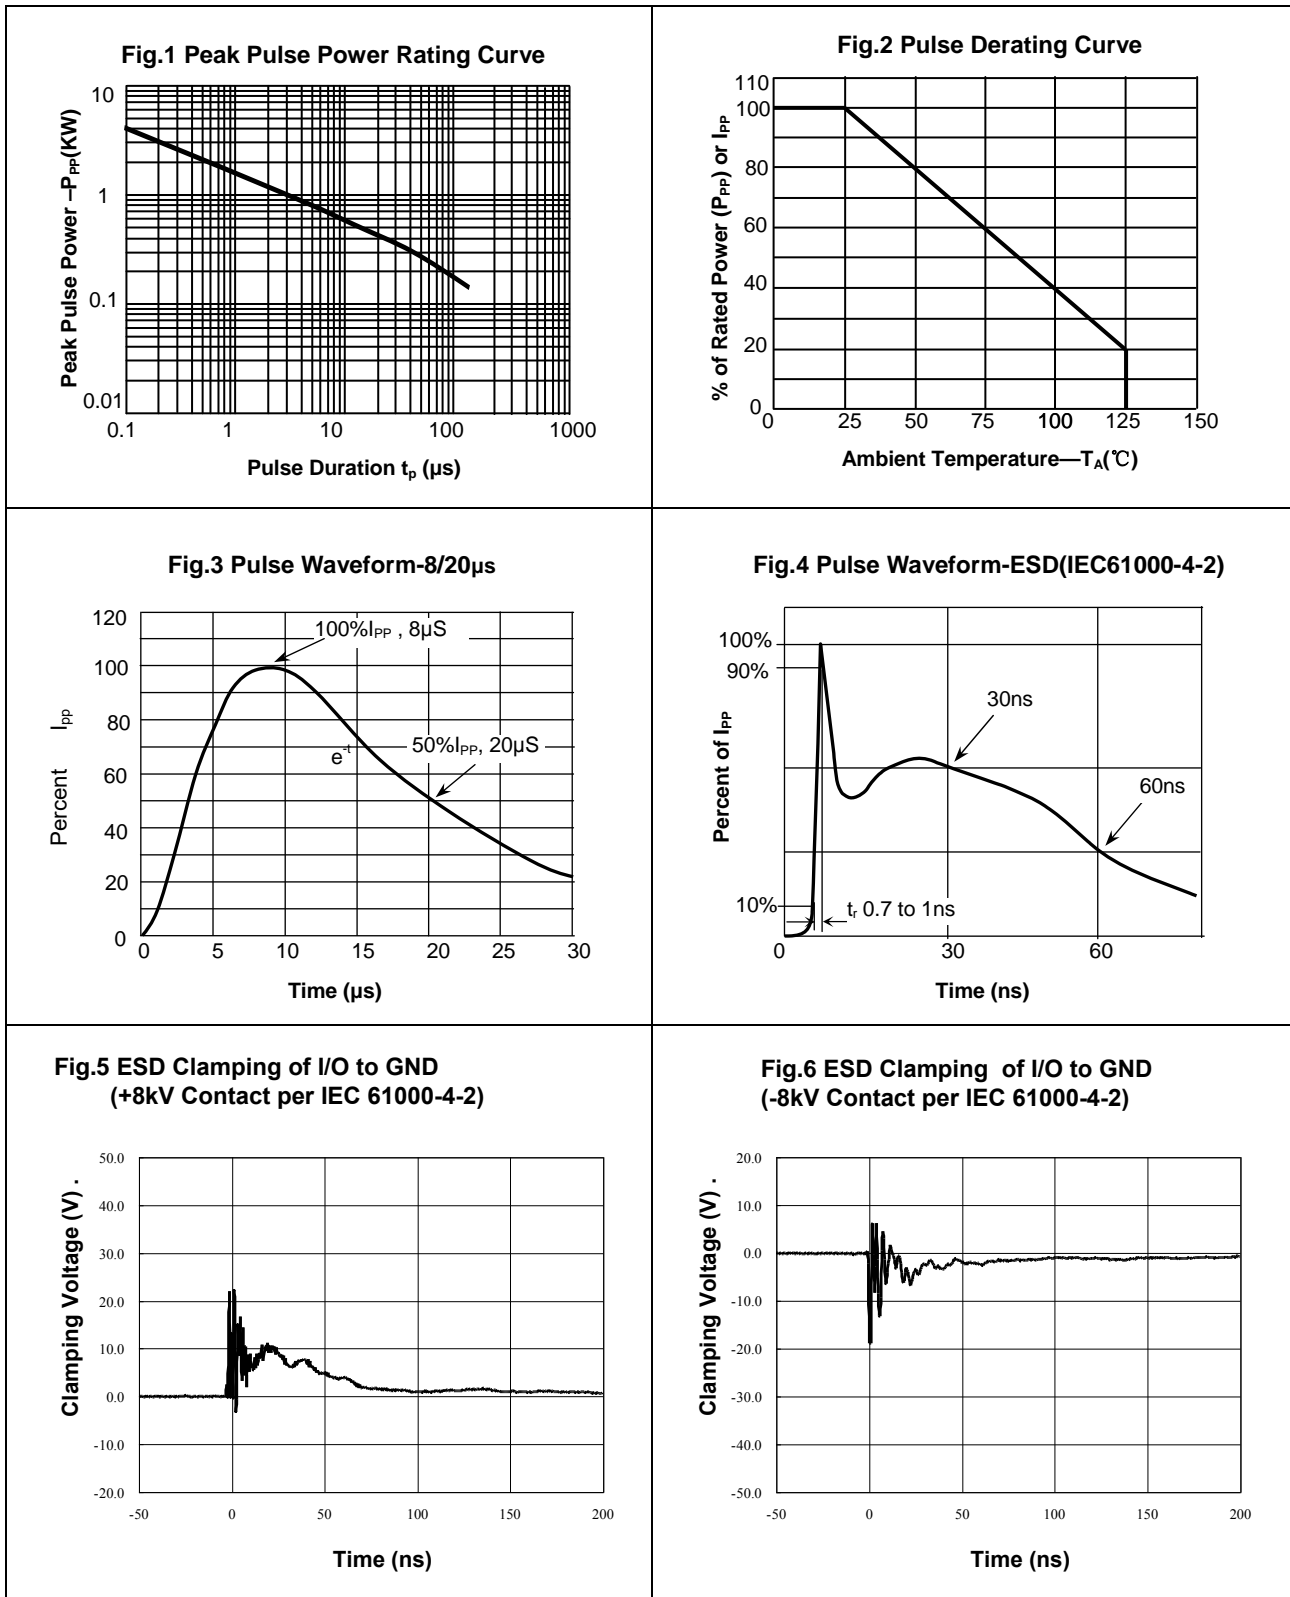 Fig.1 Peak Pulse Power Rating Curve
Peak Pulse Power –PPP(KW)
10
1
0.1
0.01
0.1 1 10 100 1000
Pulse Duration tp (µs)
Fig.2 Pulse Derating Curve
% of Rated Power (PPP) or IPP
110
100
80
60
40
20
0
0 25 50 75 100 125 150
Ambient Temperature—TA(℃)
Fig.3 Pulse Waveform-8/20µs
Percent Ipp
120
100
80
60
40
20
0
100%IPP , 8µS
e-t
50%IPP, 20µS
0 5 10 15 20 25 30
Time (µs)
Fig.4 Pulse Waveform-ESD(IEC61000-4-2)
Percent of IPP
100%
90%
10%
30ns
60ns
tr 0.7 to 1ns
0 30 60
Time (ns)
Fig.5 ESD Clamping of I/O to GND
(+8kV Contact per IEC 61000-4-2)
Clamping Voltage (V) .
50.0
40.0
30.0
20.0
10.0
0.0
-10.0
-20.0
-50 0 50 100 150 200
Time (ns)
Fig.6 ESD Clamping of I/O to GND
(-8kV Contact per IEC 61000-4-2)
Clamping Voltage (V) .
20.0
10.0
0.0
-10.0
-20.0
-30.0
-40.0
-50.0
-50 0 50 100 150 200
Time (ns)